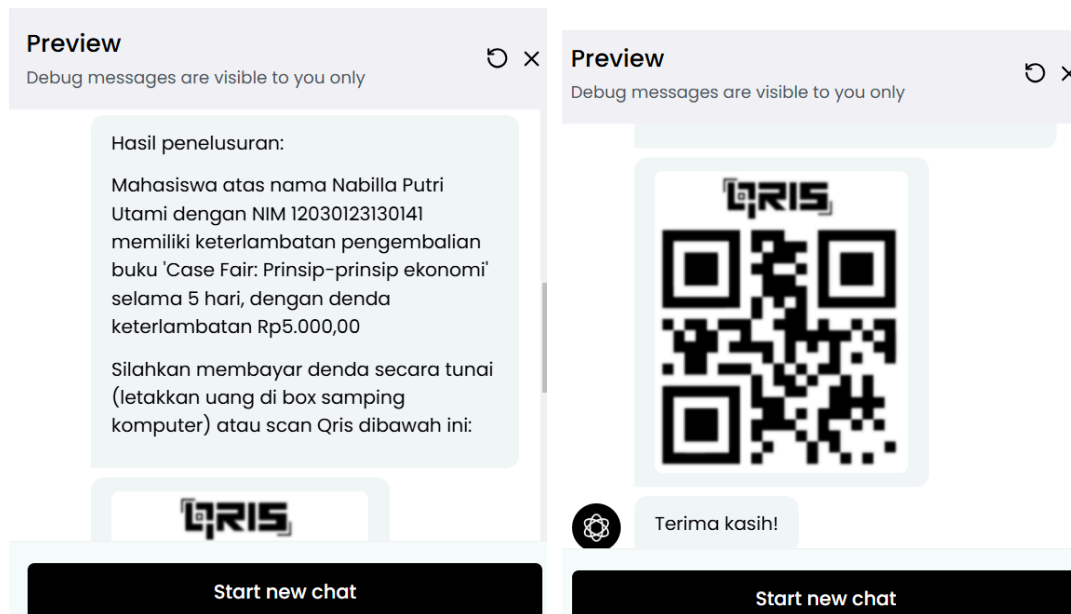 Preview
Debug messages are visible to you only
Hasil penelusuran:
Mahasiswa atas nama Nabilla Putri
Utami dengan NIM 12030123130141
memiliki keterlambatan pengembalian
buku 'Case Fair: Prinsip-prinsip ekonomi'
selama 5 hari, dengan denda
keterlambatan Rp5.000,00
Silahkan membayar denda secara tunai
(letakkan uang di box samping
komputer) atau scan Qris dibawah ini:
QRIS
Start new chat
Preview
Debug messages are visible to you only
QRIS
Terima kasih!
Start new chat